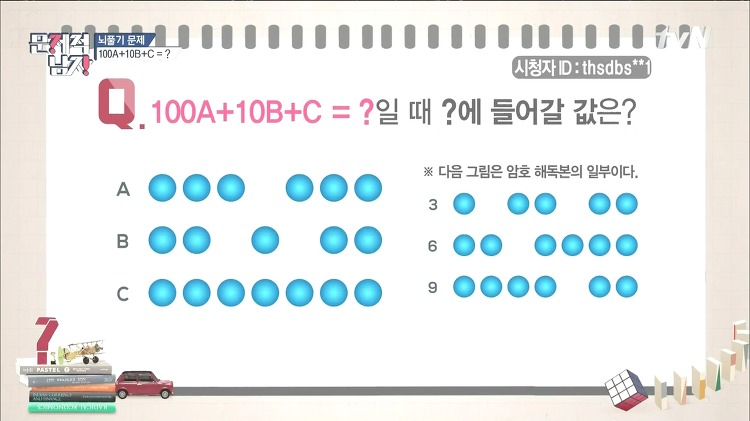 문제적
남자
뇌풀기 문제
100A+10B+C = ?
tvN
시청자 ID : thsdbs**1
Q. 100A+10B+C = ?일 때 ?에 들어갈 값은?
※ 다음 그림은 암호 해독본의 일부이다.
A
B
C
3
6
9
?
PASTEL
RADICAL ECONOMICS